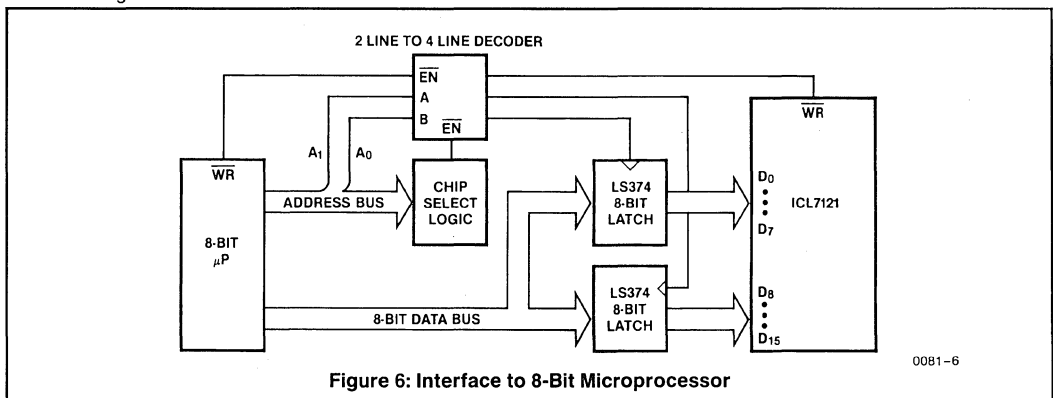 2 LINE TO 4 LINE DECODER
EN
A
B
EN
A1
A0
WR
ADDRESS BUS
8-BIT
μP
CHIP
SELECT
LOGIC
8-BIT DATA BUS
LS374
8-BIT
LATCH
LS374
8-BIT
LATCH
WR
D0
D7
ICL7121
D8
D15
0081-6
Figure 6: Interface to 8-Bit Microprocessor